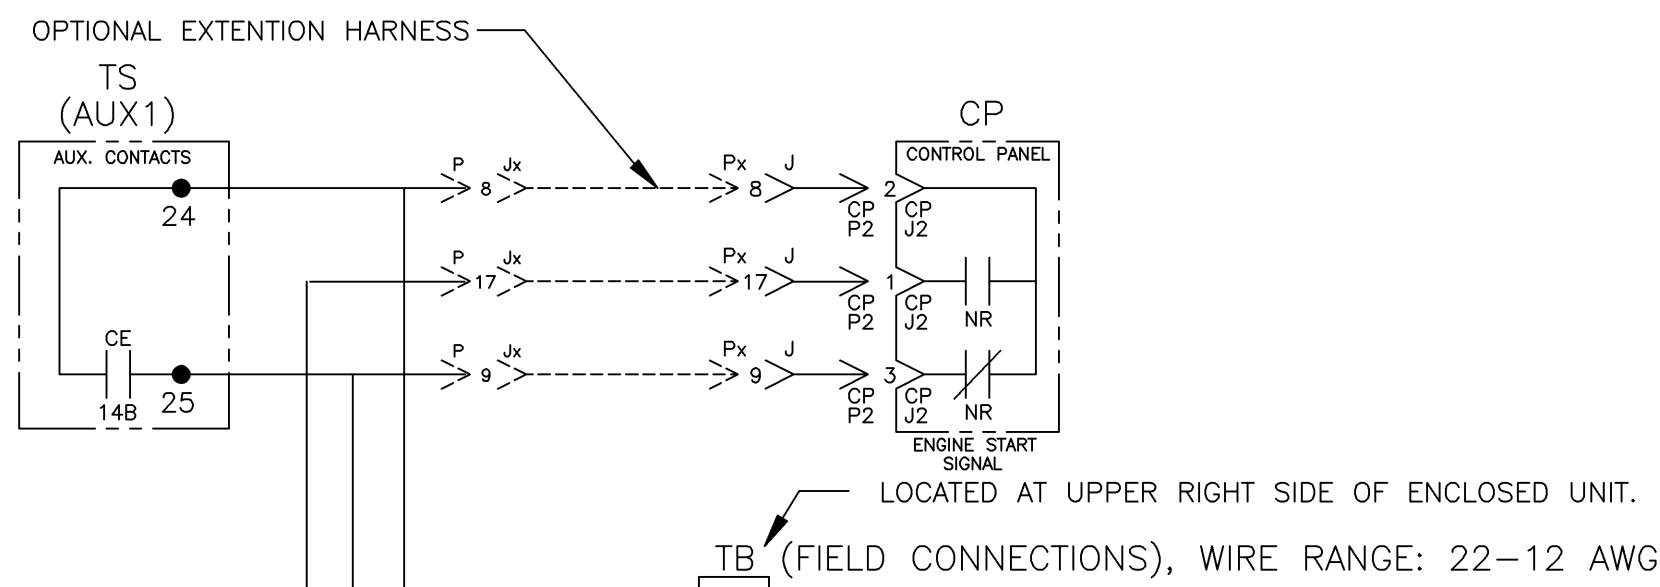 OPTIONAL EXTENTION HARNESS
TS
(AUX1)
CP
AUX. CONTACTS
CONTROL PANEL
P
8
Jx
Px
8
J
2
24
CP
P2
CP
J2
P
17
Jx
Px
17
J
1
CP
P2
CP
J2
NR
CE
14B
25
P
9
Jx
Px
9
J
3
CP
P2
CP
J2
NR
ENGINE START
SIGNAL
LOCATED AT UPPER RIGHT SIDE OF ENCLOSED UNIT.
TB (FIELD CONNECTIONS), WIRE RANGE: 22–12 AWG